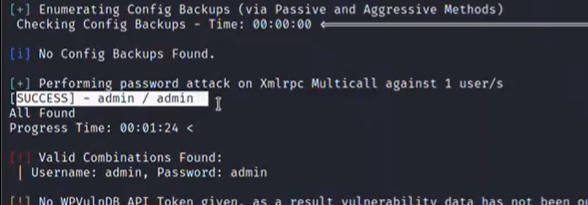 [+] Enumerating Config Backups (via Passive and Aggressive Methods)
Checking Config Backups - Time: 00:00:00
[i] No Config Backups Found.
[+] Performing password attack on Xmlrpc Multicall against 1 user/s
[SUCCESS] - admin / admin
All Found
Progress Time: 00:01:24 <
[!] Valid Combinations Found:
| Username: admin, Password: admin
[!] No WPVulnDB API Token given, as a result vulnerability data has not been